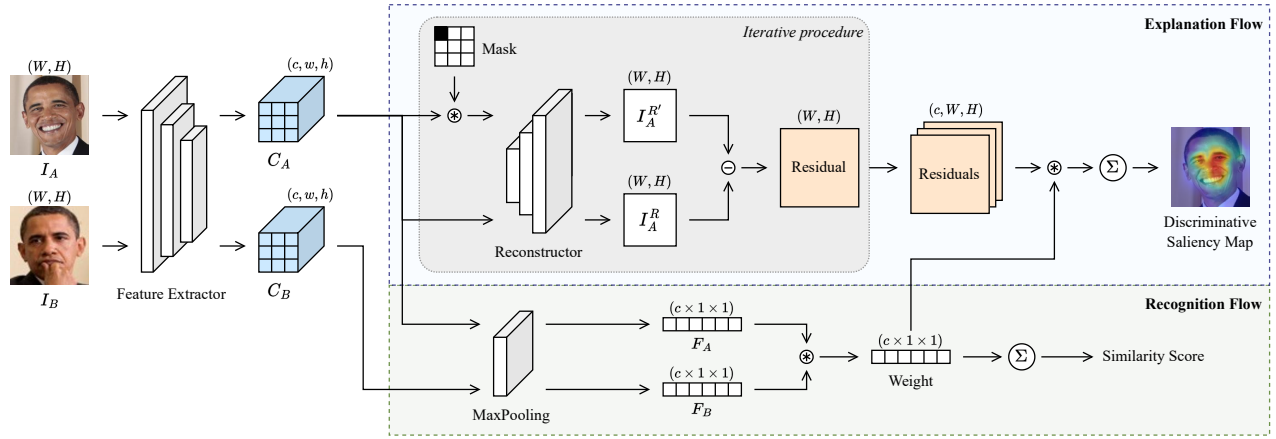 Explanation Flow
Iterative procedure
Mask
(W, H)
I_A
(W, H)
I_B
Feature Extractor
(c, w, h)
C_A
(c, w, h)
C_B
⊛
Reconstructor
(W, H)
I_A^{R'}
(W, H)
I_A^R
⊖
(W, H)
Residual
(c, W, H)
Residuals
⊛
Σ
Discriminative
Saliency Map
Recognition Flow
MaxPooling
(c × 1 × 1)
F_A
(c × 1 × 1)
F_B
⊛
(c × 1 × 1)
Weight
Σ
Similarity Score